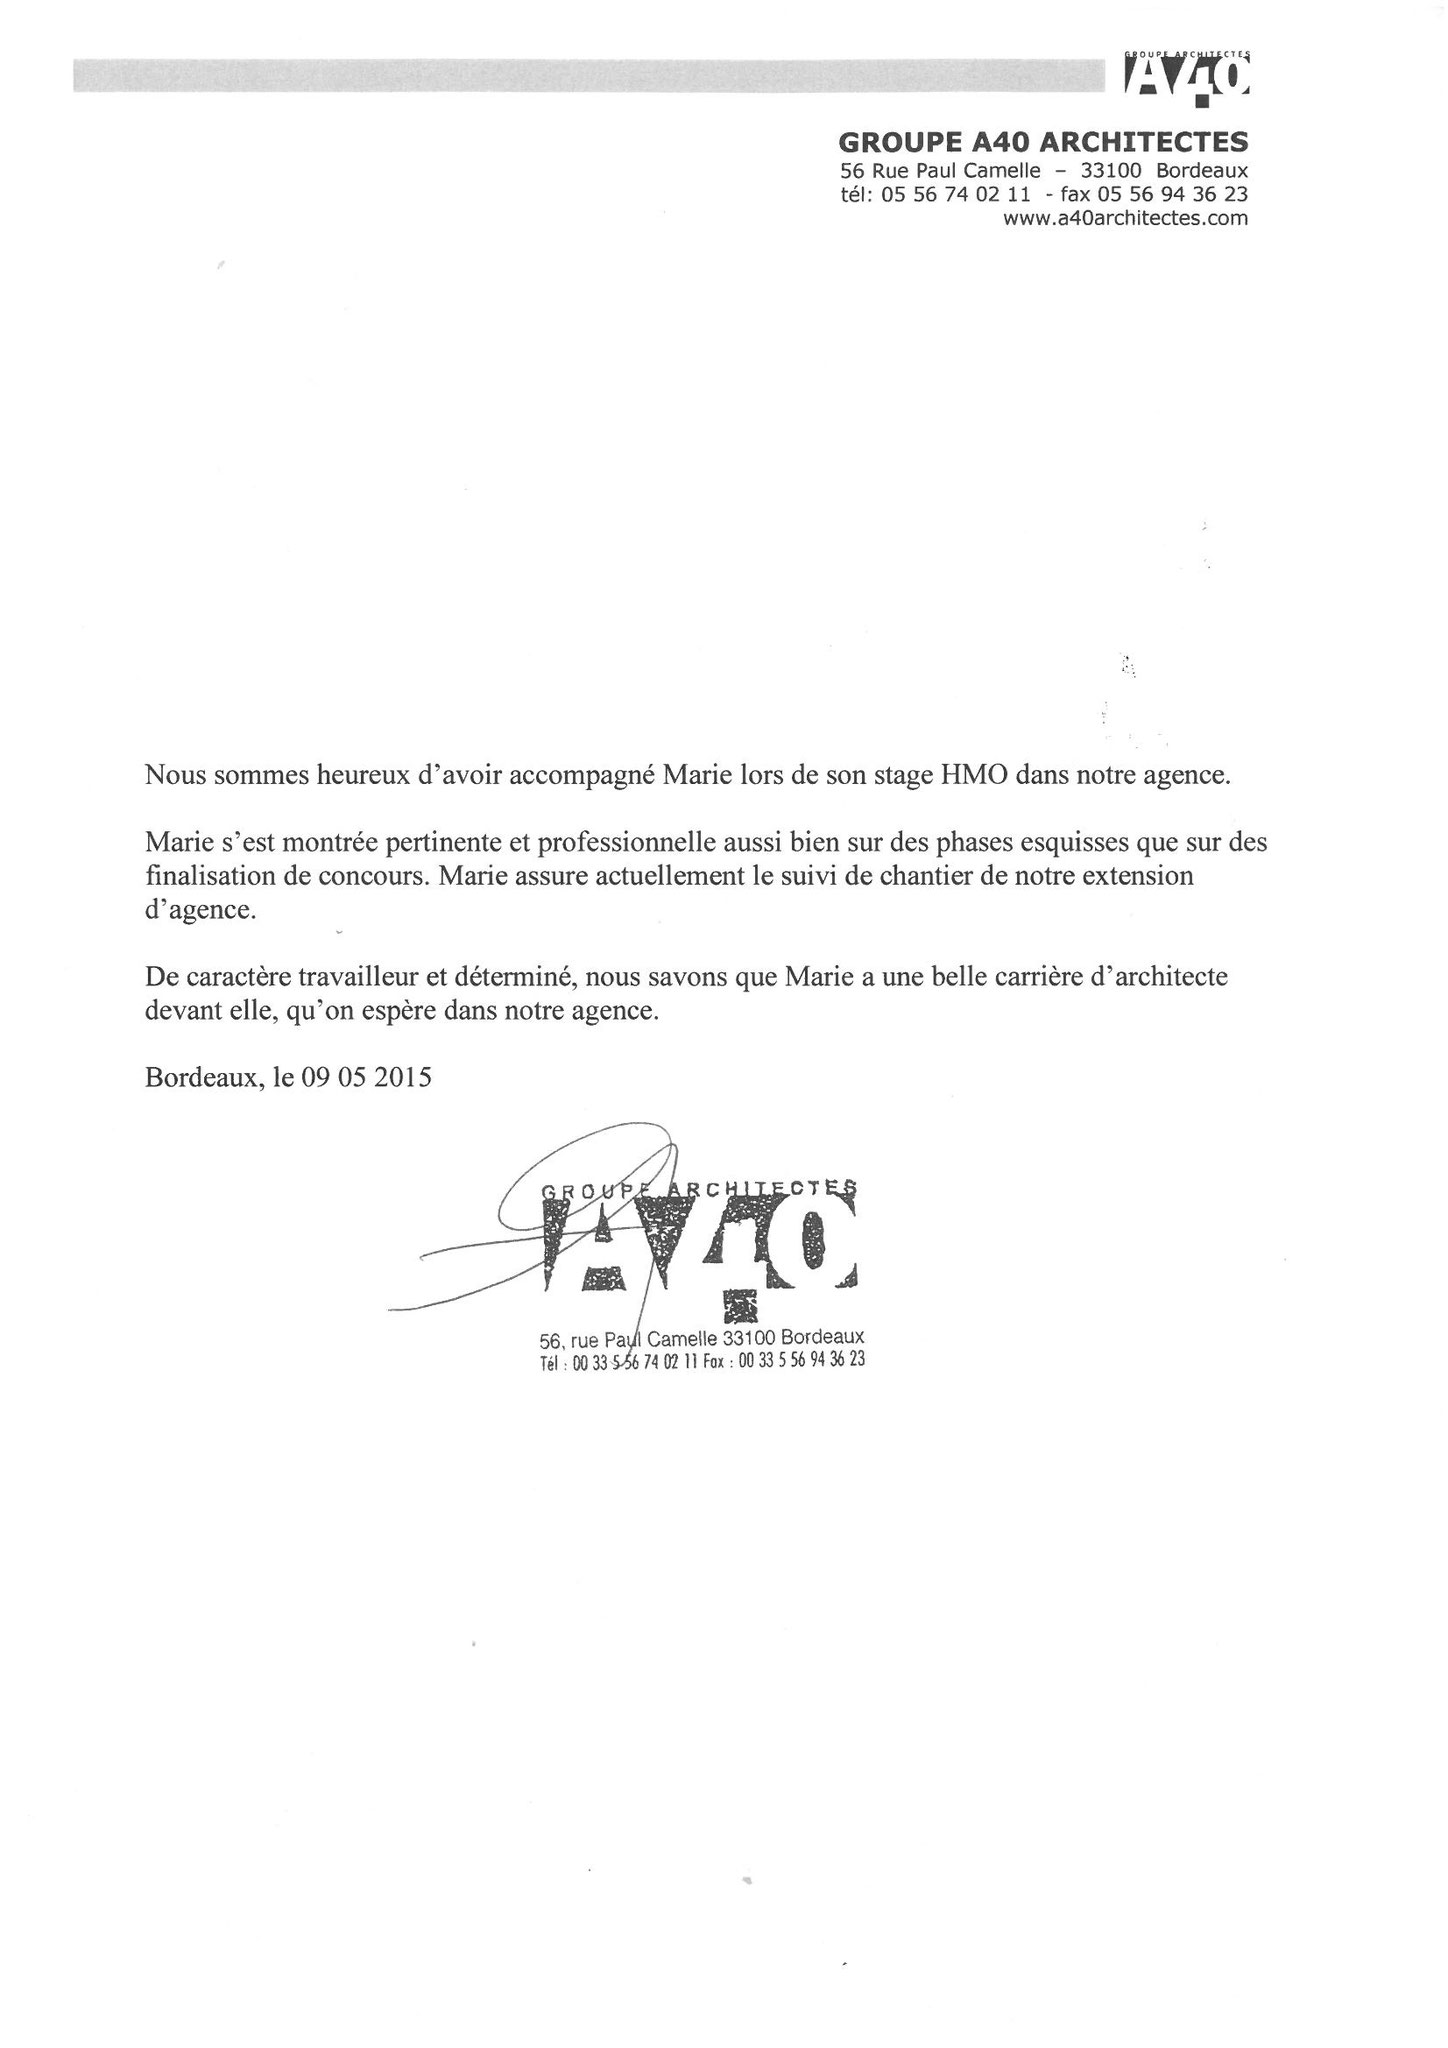 GROUPE ARCHITECTES
A40
GROUPE A40 ARCHITECTES
56 Rue Paul Camelle – 33100 Bordeaux
tél: 05 56 74 02 11 - fax 05 56 94 36 23
www.a40architectes.com
Nous sommes heureux d’avoir accompagné Marie lors de son stage HMO dans notre agence.
Marie s’est montrée pertinente et professionnelle aussi bien sur des phases esquisses que sur des
finalisation de concours. Marie assure actuellement le suivi de chantier de notre extension
d’agence.
De caractère travailleur et déterminé, nous savons que Marie a une belle carrière d’architecte
devant elle, qu’on espère dans notre agence.
Bordeaux, le 09 05 2015
GROUPE ARCHITECTES
A40
56, rue Paul Camelle 33100 Bordeaux
Tél : 00 33 5 56 74 02 11 Fax : 00 33 5 56 94 36 23